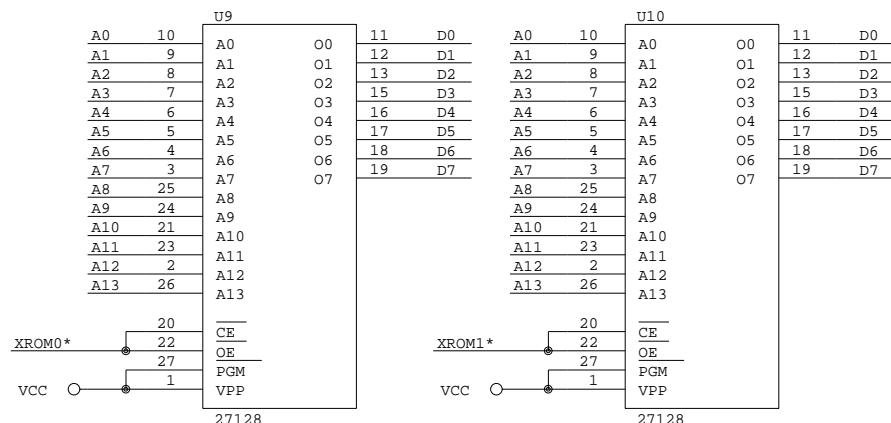 U9 U10
A0 10 A0 O0 11 D0 A0 10 A0 O0 11 D0
A1 9 A1 O1 12 D1 A1 9 A1 O1 12 D1
A2 8 A2 O2 13 D2 A2 8 A2 O2 13 D2
A3 7 A3 O3 15 D3 A3 7 A3 O3 15 D3
A4 6 A4 O4 16 D4 A4 6 A4 O4 16 D4
A5 5 A5 O5 17 D5 A5 5 A5 O5 17 D5
A6 4 A6 O6 18 D6 A6 4 A6 O6 18 D6
A7 3 A7 O7 19 D7 A7 3 A7 O7 19 D7
A8 25 A8 A8 25 A8
A9 24 A9 A9 24 A9
A10 21 A10 A10 21 A10
A11 23 A11 A11 23 A11
A12 2 A12 A12 2 A12
A13 26 A13 A13 26 A13
20 CE 20 CE
XROM0* 22 OE XROM1* 22 OE
27 PGM 27 PGM
VCC 1 VPP VCC 1 VPP
27128 27128